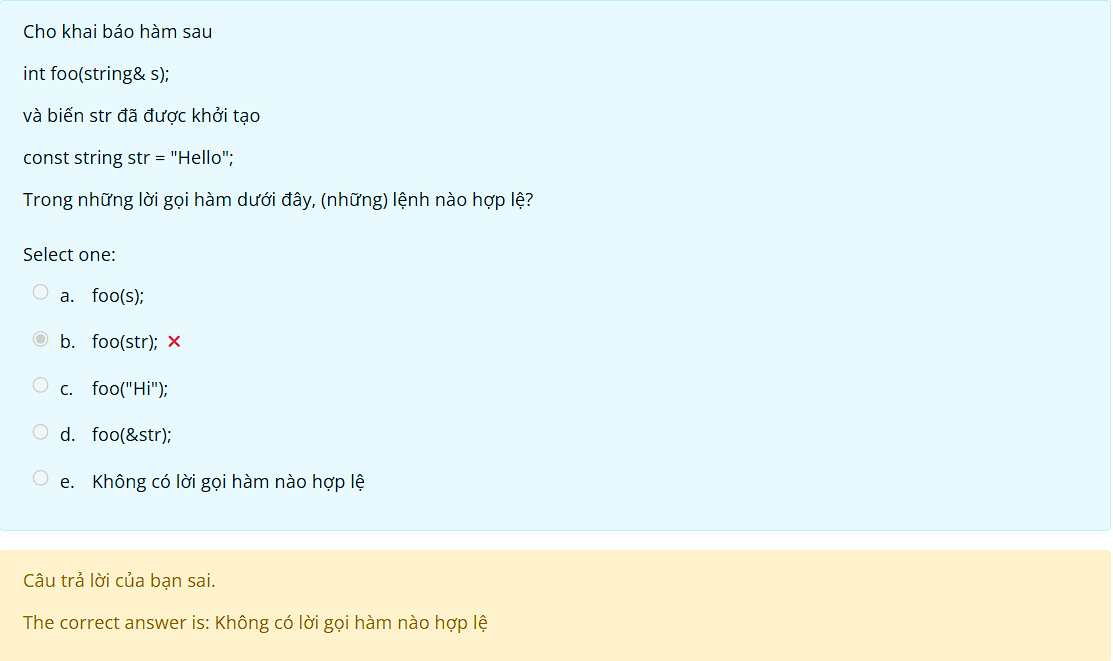 Cho khai báo hàm sau
int foo(string& s);
và biến str đã được khởi tạo
const string str = "Hello";
Trong những lời gọi hàm dưới đây, (những) lệnh nào hợp lệ?
Select one:
a. foo(s);
b. foo(str);
c. foo("Hi");
d. foo(&str);
e. Không có lời gọi hàm nào hợp lệ
Câu trả lời của bạn sai.
The correct answer is: Không có lời gọi hàm nào hợp lệ